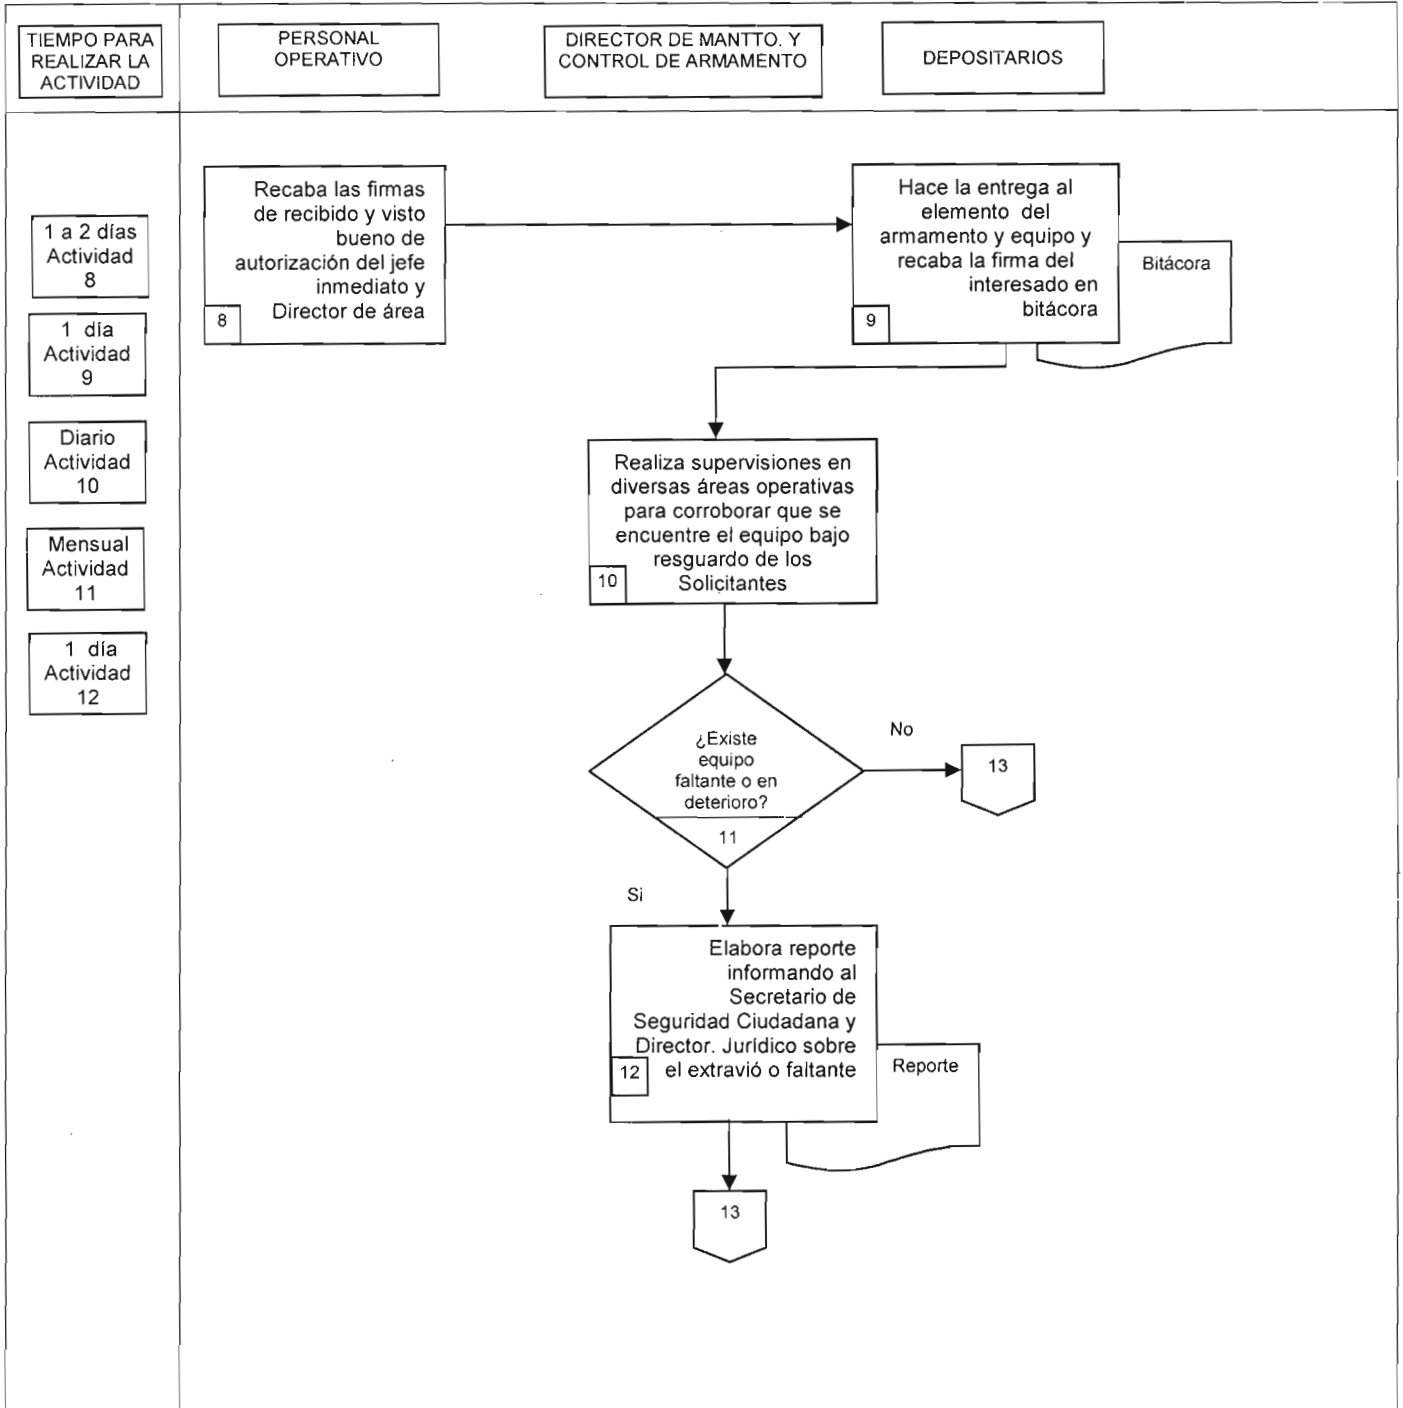 TIEMPO PARA
REALIZAR LA
ACTIVIDAD
PERSONAL
OPERATIVO
DIRECTOR DE MANTTO. Y
CONTROL DE ARMAMENTO
DEPOSITARIOS
1 a 2 días
Actividad
8
1 día
Actividad
9
Diario
Actividad
10
Mensual
Actividad
11
1 día
Actividad
12
Recaba las firmas
de recibido y visto
bueno de
autorización del jefe
inmediato y
Director de área
8
Hace la entrega al
elemento del
armamento y equipo y
recaba la firma del
interesado en
bitácora
9
Bitácora
Realiza supervisiones en
diversas áreas operativas
para corroborar que se
encuentre el equipo bajo
resguardo de los
Solicitantes
10
¿Existe
equipo
faltante o en
deterioro?
11
No
13
Si
Elabora reporte
informando al
Secretario de
Seguridad Ciudadana y
Director. Jurídico sobre
el extravió o faltante
12
Reporte
13